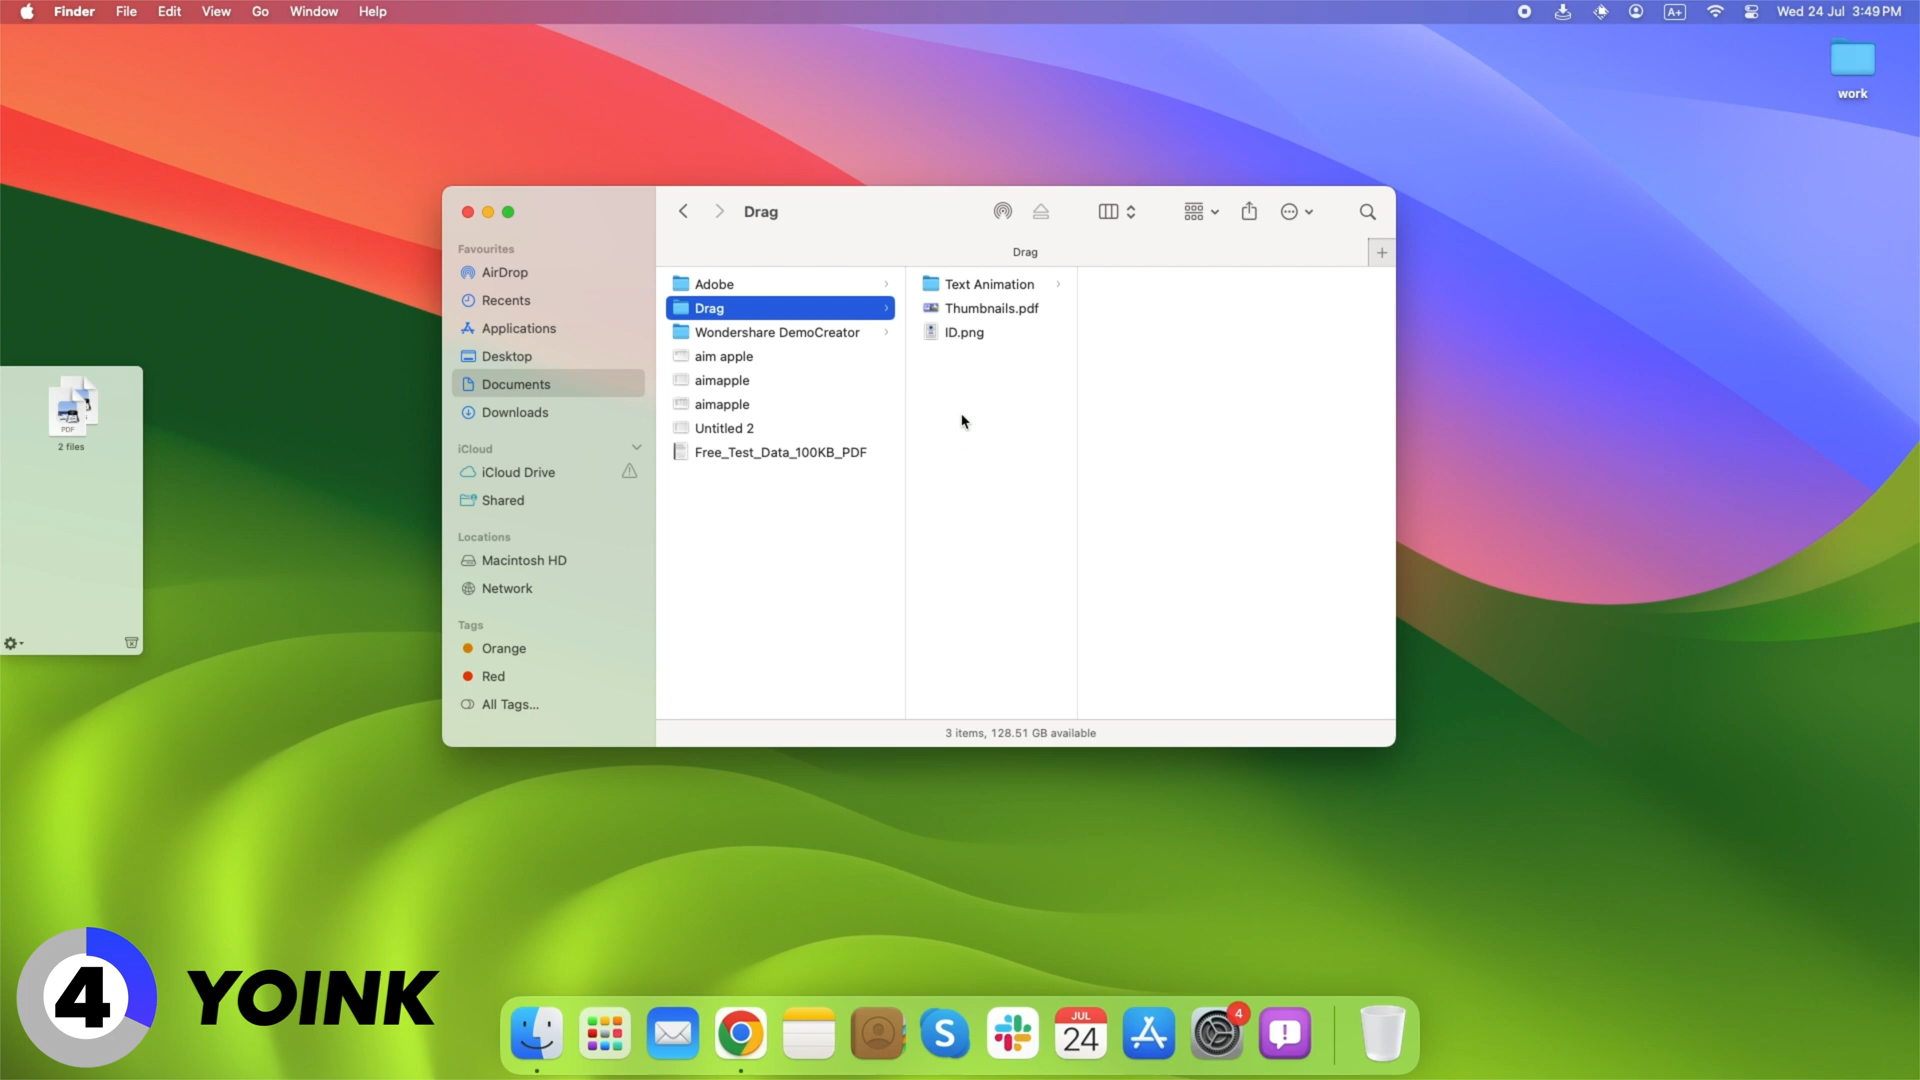 Finder File Edit View Go Window Help
A+ Wed 24 Jul 3:49 PM
work
Drag
Drag
Favourites
AirDrop
Recents
Applications
Desktop
Documents
Downloads
iCloud
iCloud Drive
Shared
Locations
Macintosh HD
Network
Tags
Orange
Red
All Tags...
Adobe
Drag
Wondershare DemoCreator
aim apple
aimapple
aimapple
Untitled 2
Free_Test_Data_100KB_PDF
Text Animation
Thumbnails.pdf
ID.png
3 items, 128.51 GB available
PDF
2 files
4 YOINK
S
JUL
24
4